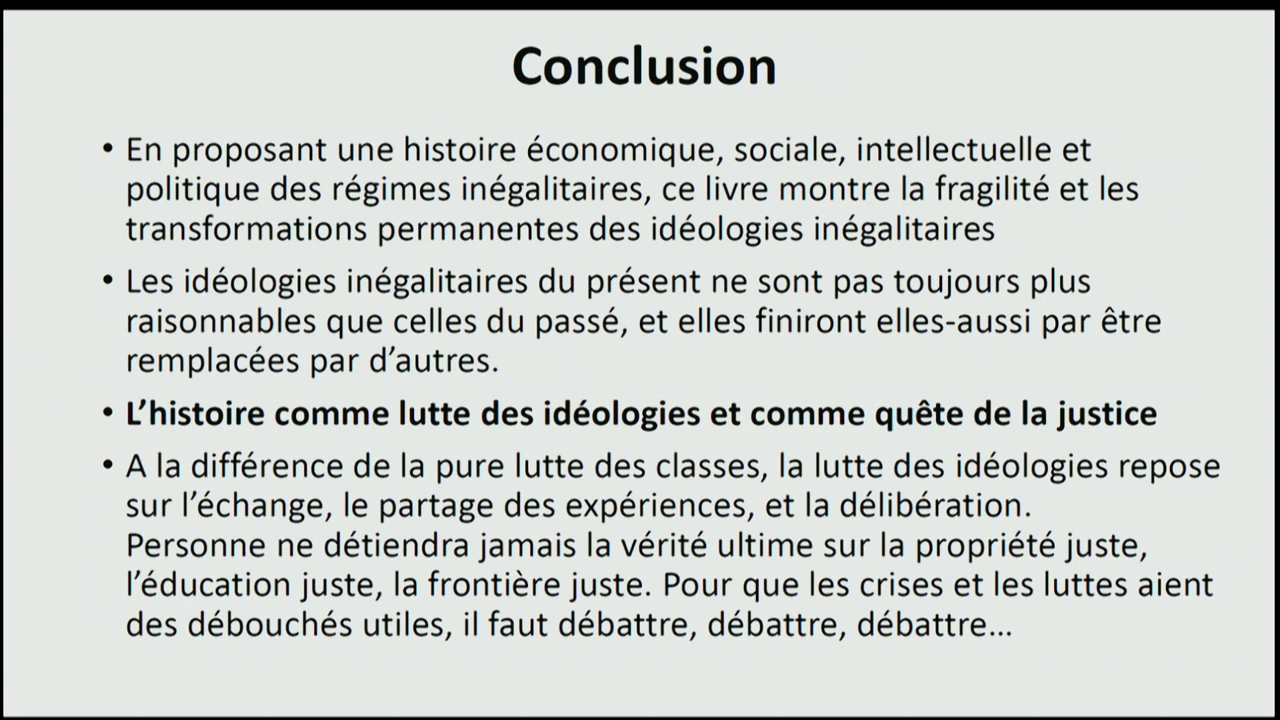 Conclusion
• En proposant une histoire économique, sociale, intellectuelle et
politique des régimes inégalitaires, ce livre montre la fragilité et les
transformations permanentes des idéologies inégalitaires
• Les idéologies inégalitaires du présent ne sont pas toujours plus
raisonnables que celles du passé, et elles finiront elles-aussi par être
remplacées par d’autres.
• L’histoire comme lutte des idéologies et comme quête de la justice
• A la différence de la pure lutte des classes, la lutte des idéologies repose
sur l’échange, le partage des expériences, et la délibération.
Personne ne détiendra jamais la vérité ultime sur la propriété juste,
l’éducation juste, la frontière juste. Pour que les crises et les luttes aient
des débouchés utiles, il faut débattre, débattre, débattre…